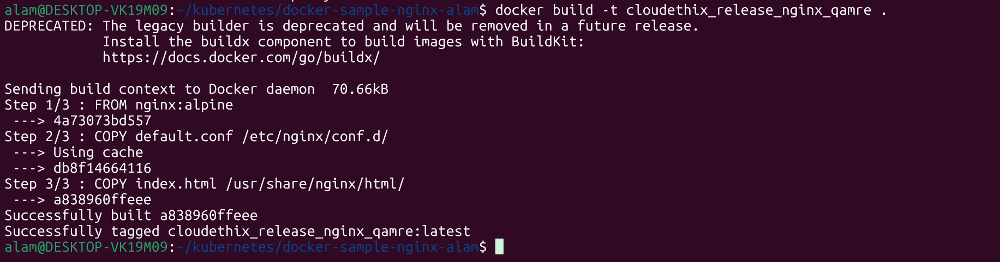 alam@DESKTOP-VK19M09:~/kubernetes/docker-sample-nginx-alam$ docker build -t cloudethix_release_nginx_qamre .
DEPRECATED: The legacy builder is deprecated and will be removed in a future release.
            Install the buildx component to build images with BuildKit:
            https://docs.docker.com/go/buildx/

Sending build context to Docker daemon  70.66kB
Step 1/3 : FROM nginx:alpine
 ---> 4a73073bd557
Step 2/3 : COPY default.conf /etc/nginx/conf.d/
 ---> Using cache
 ---> db8f14664116
Step 3/3 : COPY index.html /usr/share/nginx/html/
 ---> a838960ffeee
Successfully built a838960ffeee
Successfully tagged cloudethix_release_nginx_qamre:latest
alam@DESKTOP-VK19M09:~/kubernetes/docker-sample-nginx-alam$